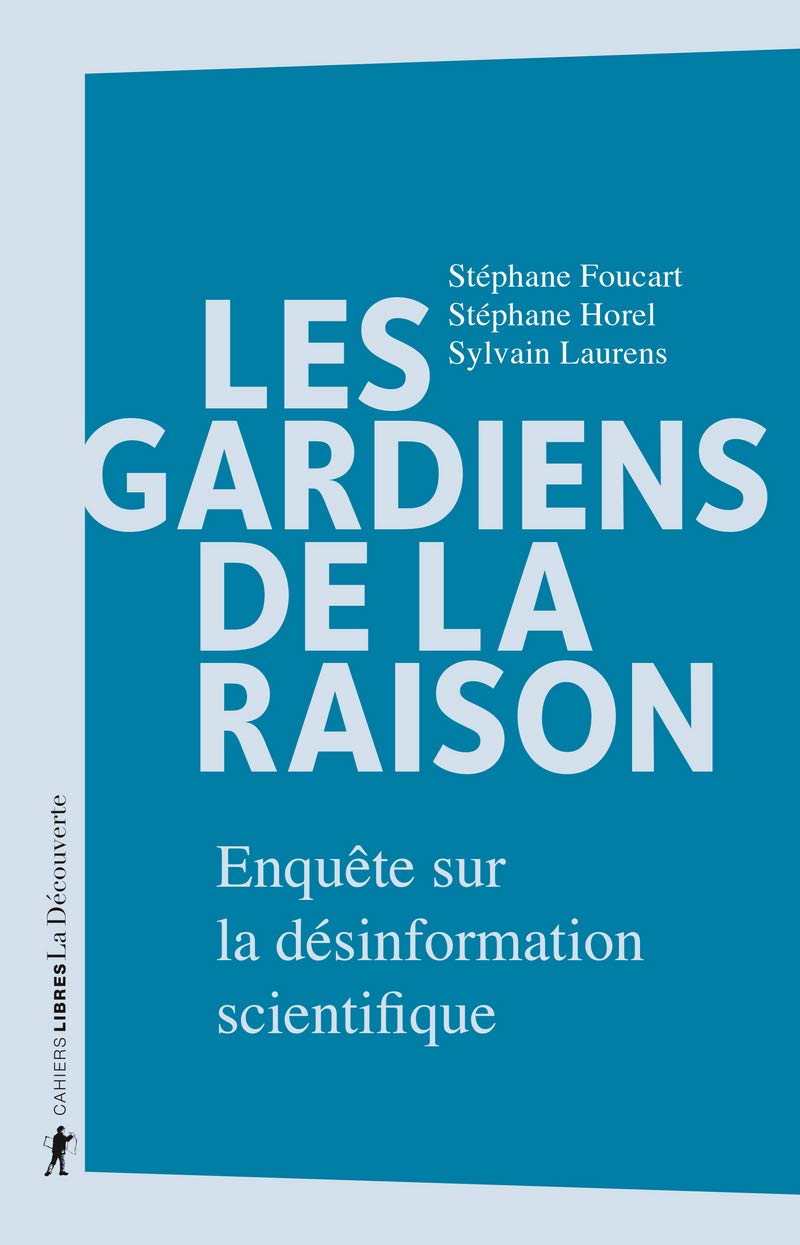 Stéphane Foucart
Stéphane Horel
Sylvain Laurens
LES
GARDIENS
DE LA
RAISON
Enquête sur
la désinformation
scientifique
CAHIERS LIBRES La Découverte